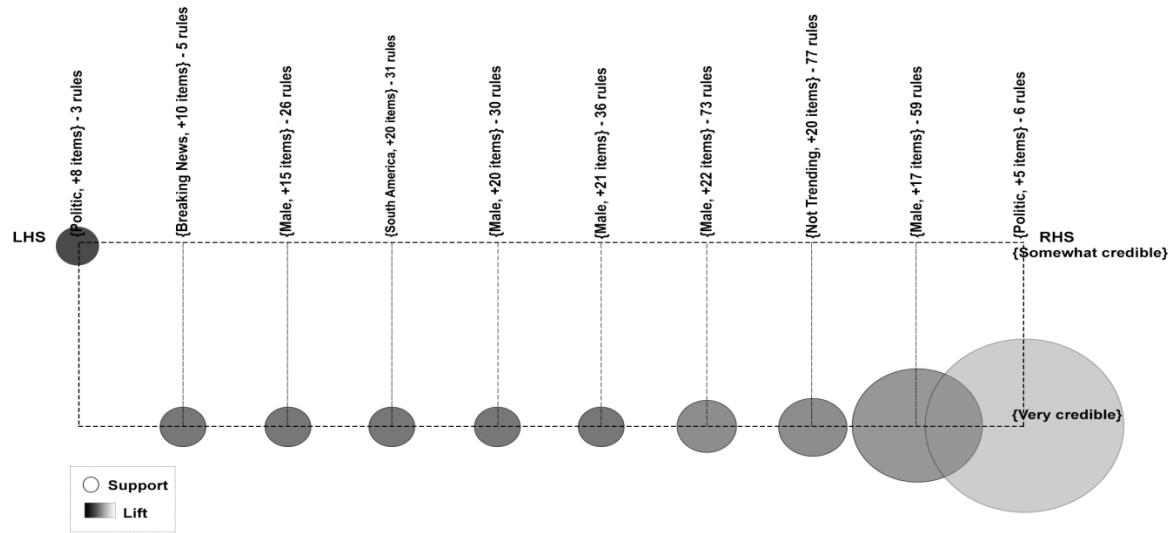 {Politic, +8 items} - 3 rules
{Breaking News, +10 items} - 5 rules
{Male, +15 items} - 26 rules
{South America, +20 items} - 31 rules
{Male, +20 items} - 30 rules
{Male, +21 items} - 36 rules
{Male, +22 items} - 73 rules
{Not Trending, +20 items} - 77 rules
{Male, +17 items} - 59 rules
{Politic, +5 items} - 6 rules
LHS
RHS
{Somewhat credible}
{Very credible}
Support
Lift